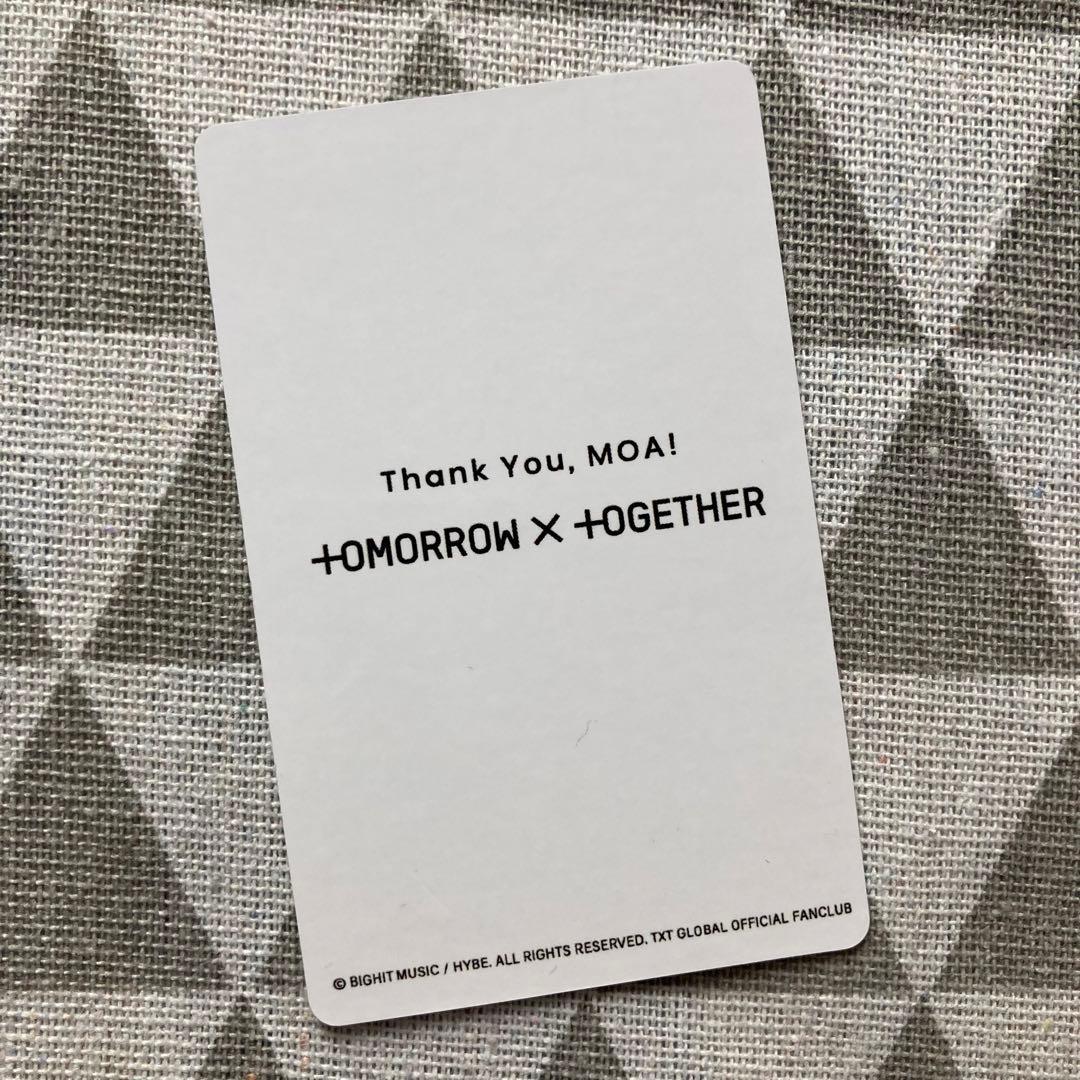 Thank You, MOA!
TOMORROW X TOGETHER
© BIGHIT MUSIC / HYBE. ALL RIGHTS RESERVED. TXT GLOBAL OFFICIAL FANCLUB